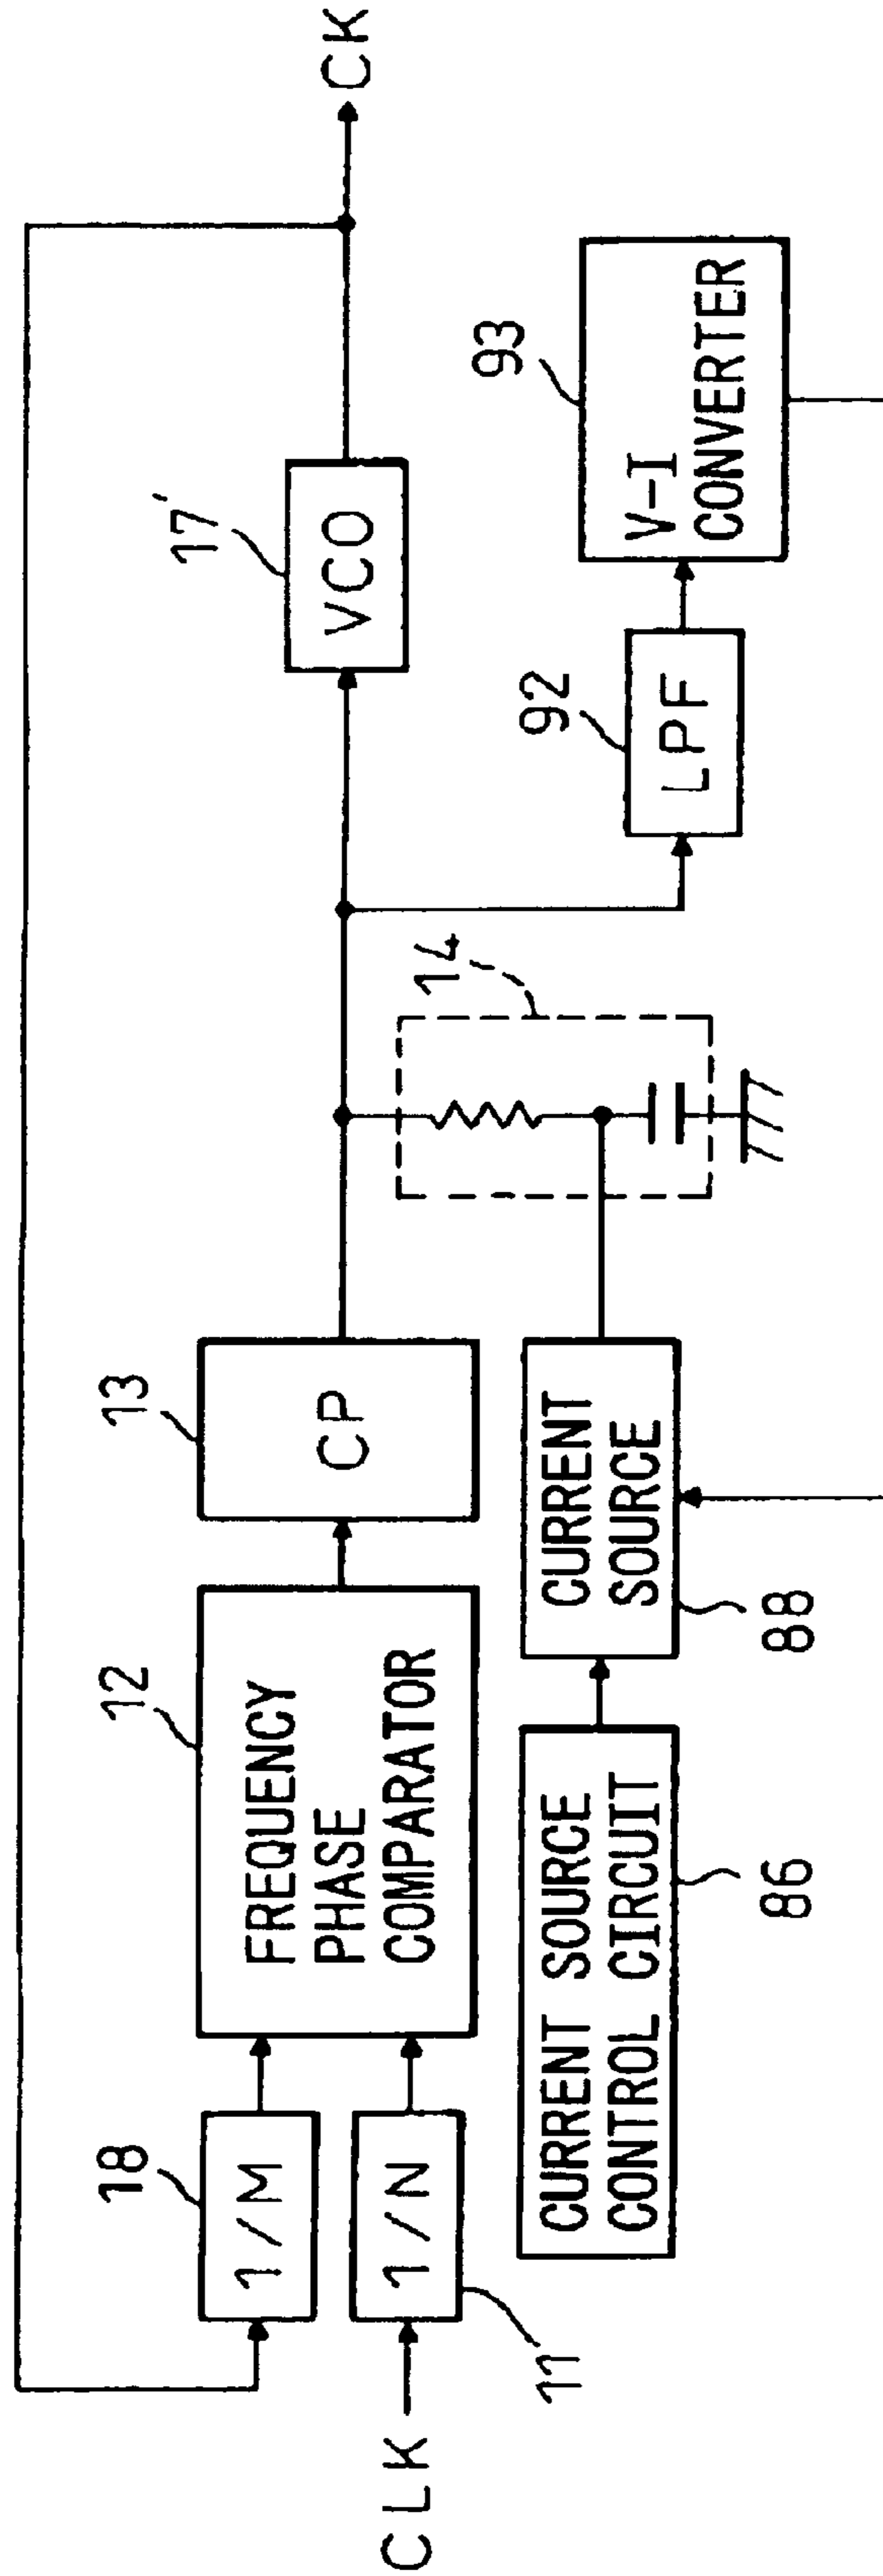 CK
17'
VCO
93
V-I
CONVERTER
92
LPF
14
13
CP
12
FREQUENCY
PHASE
COMPARATOR
CURRENT
SOURCE
88
CURRENT SOURCE
CONTROL CIRCUIT
86
18
1/M
1/N
11
CLK